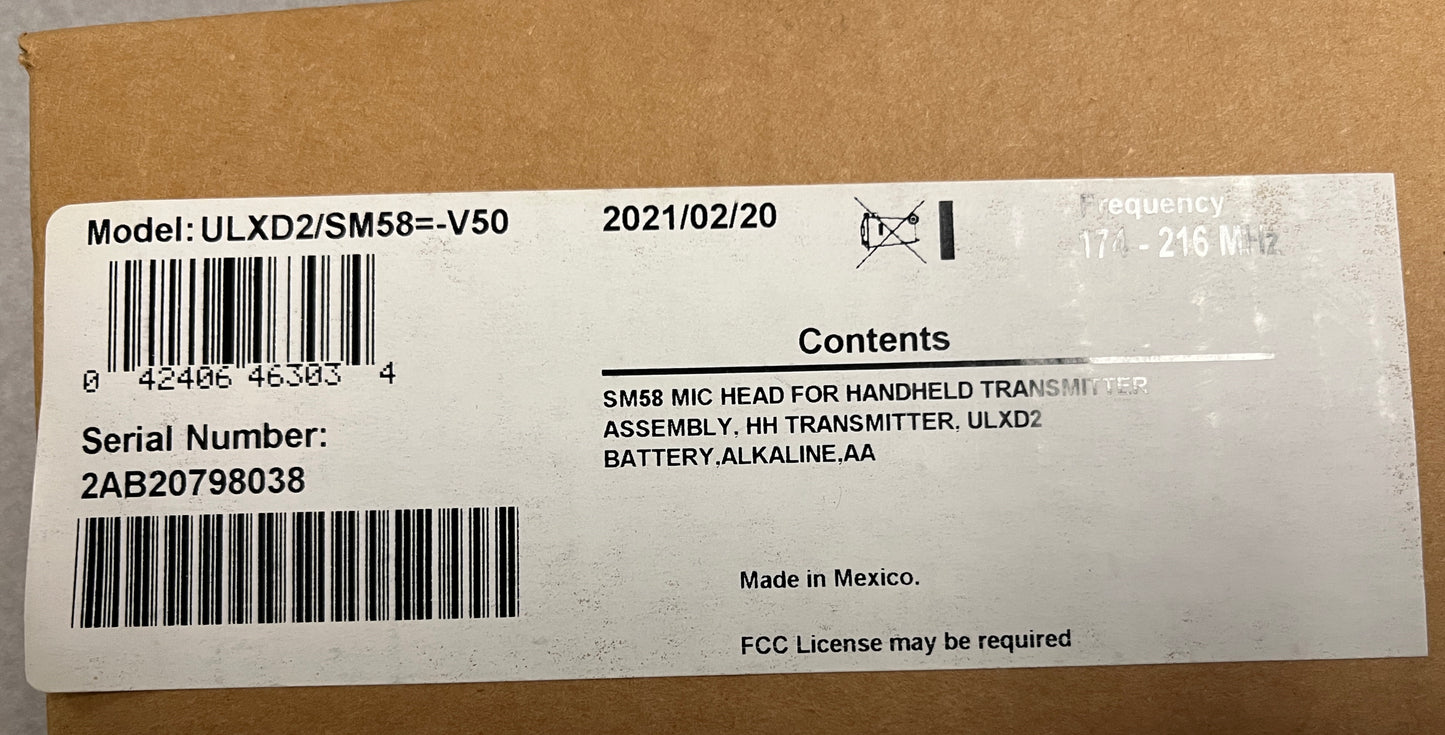 Model: ULXD2/SM58=-V50
0 42406 46303 4
Serial Number:
2AB20798038
2021/02/20
Frequency
174 - 216 MHz
Contents
SM58 MIC HEAD FOR HANDHELD TRANSMITTER
ASSEMBLY, HH TRANSMITTER, ULXD2
BATTERY,ALKALINE,AA
Made in Mexico.
FCC License may be required